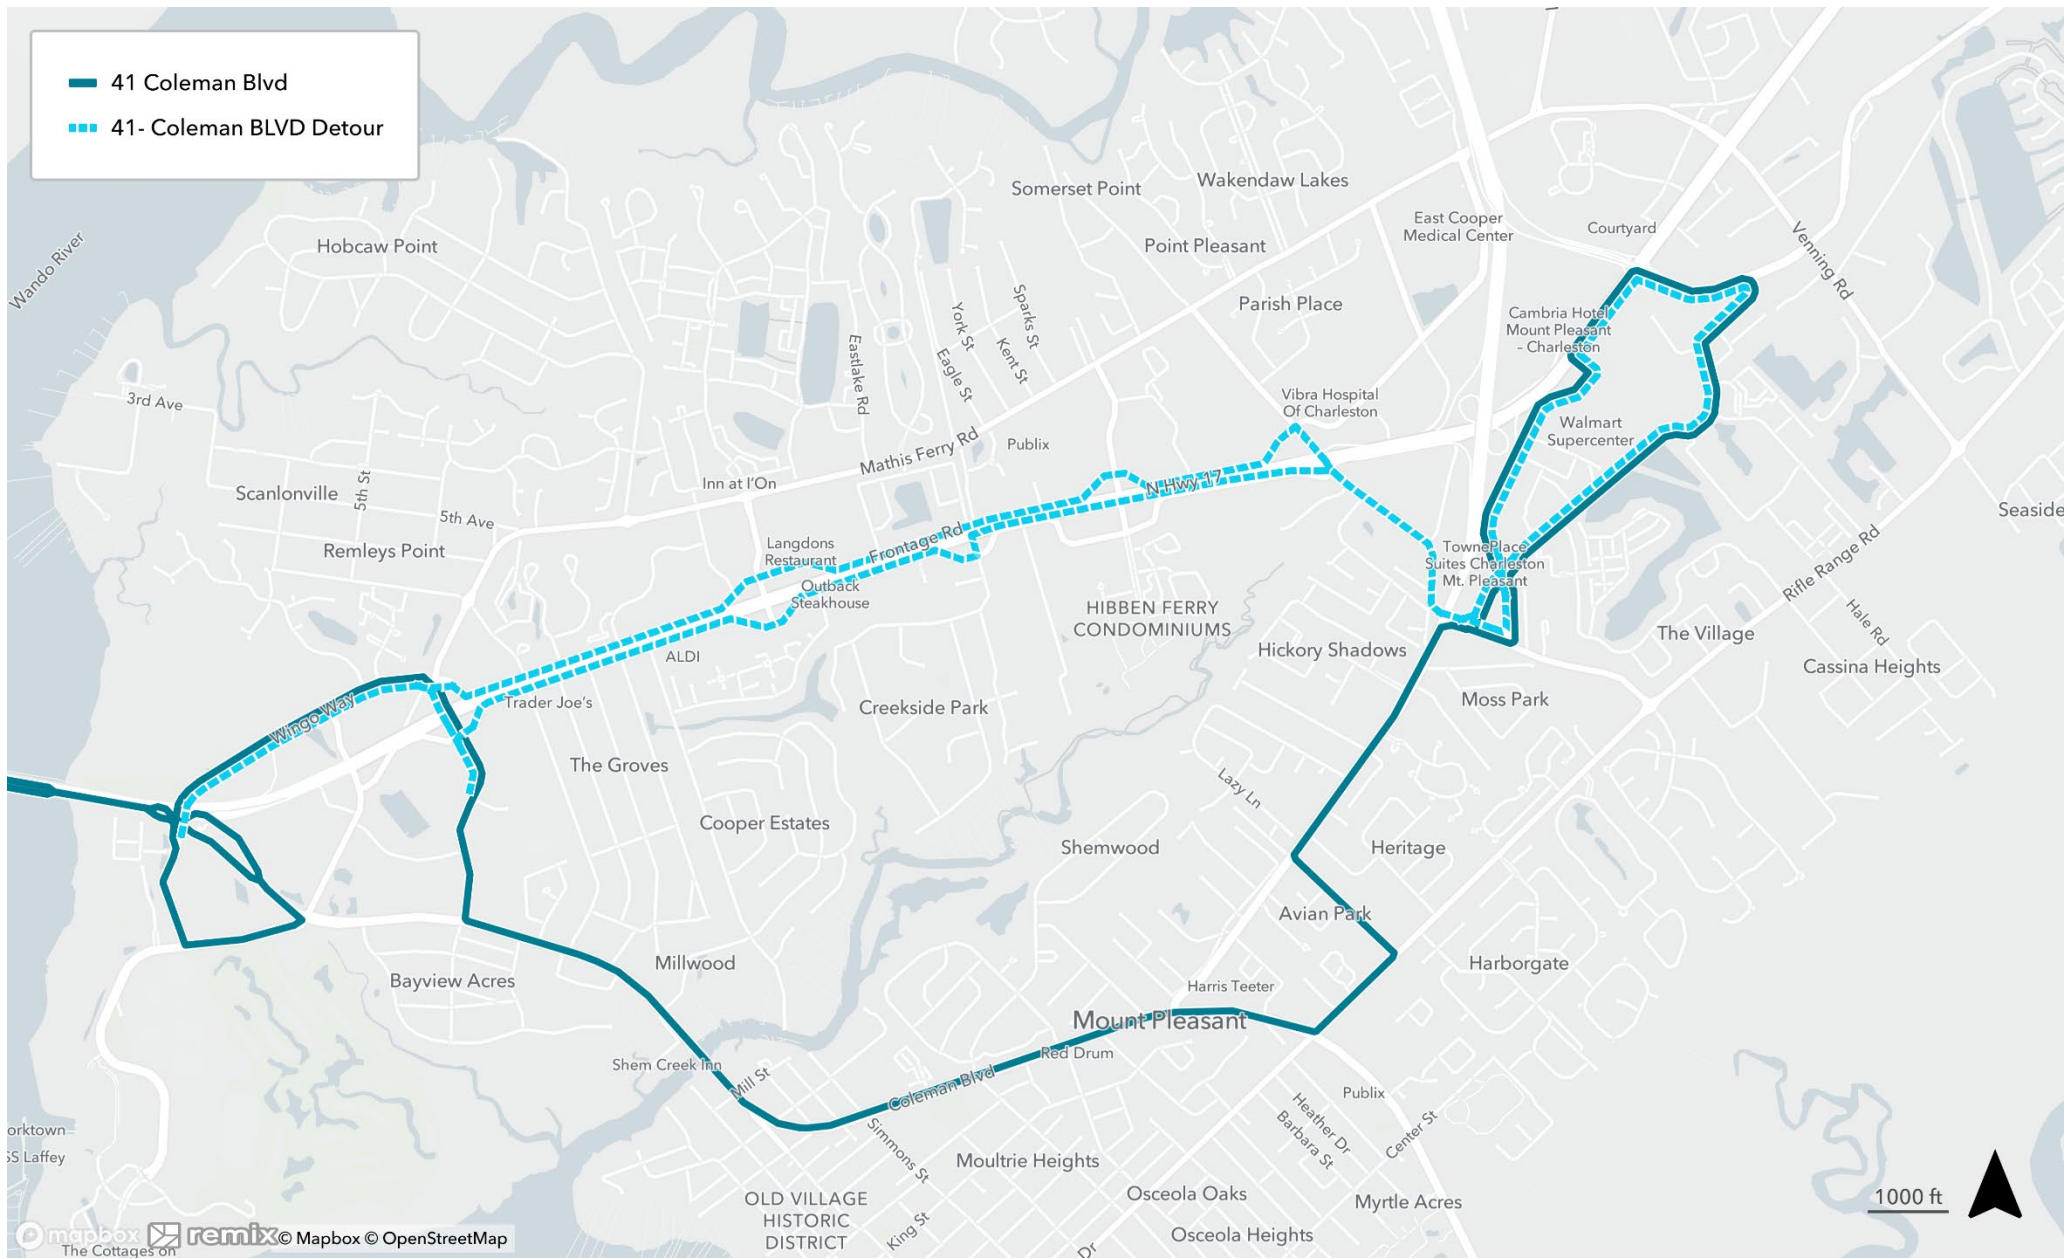 41 Coleman Blvd
41- Coleman BLVD Detour
Wando River
Hobcaw Point
Somerset Point
Wakendaw Lakes
Point Pleasant
East Cooper
Medical Center
Courtyard
Venning Rd
Parish Place
Cambria Hotel
Mount Pleasant
- Charleston
Sparks St
York St
Kent St
Eagle St
Eastlake Rd
3rd Ave
Vibra Hospital
Of Charleston
Walmart
Supercenter
Mathis Ferry Rd
Publix
Inn at I'On
N Hwy 17
Scanlonville
5th St
5th Ave
Remleys Point
Langdons
Restaurant
Frontage Rd
Outback
Steakhouse
TownePlace
Suites Charleston
Mt. Pleasant
Seaside
Rifle Range Rd
Hale Rd
The Village
Cassina Heights
HIBBEN FERRY
CONDOMINIUMS
Hickory Shadows
Moss Park
ALDI
Trader Joe's
Creekside Park
Wingo Way
The Groves
Cooper Estates
Lazy Ln
Shemwood
Heritage
Avian Park
Harborgate
Millwood
Bayview Acres
Harris Teeter
Mount Pleasant
Red Drum
Shem Creek Inn
Mill St
Coleman Blvd
Simmons St
Publix
Heather Dr
Barbara St
Center St
Moultrie Heights
Osceola Oaks
Myrtle Acres
Osceola Heights
OLD VILLAGE
HISTORIC
DISTRICT
King St
Dr
orktown
SS Laffey
The Cottages on
1000 ft
mapbox remix © Mapbox © OpenStreetMap